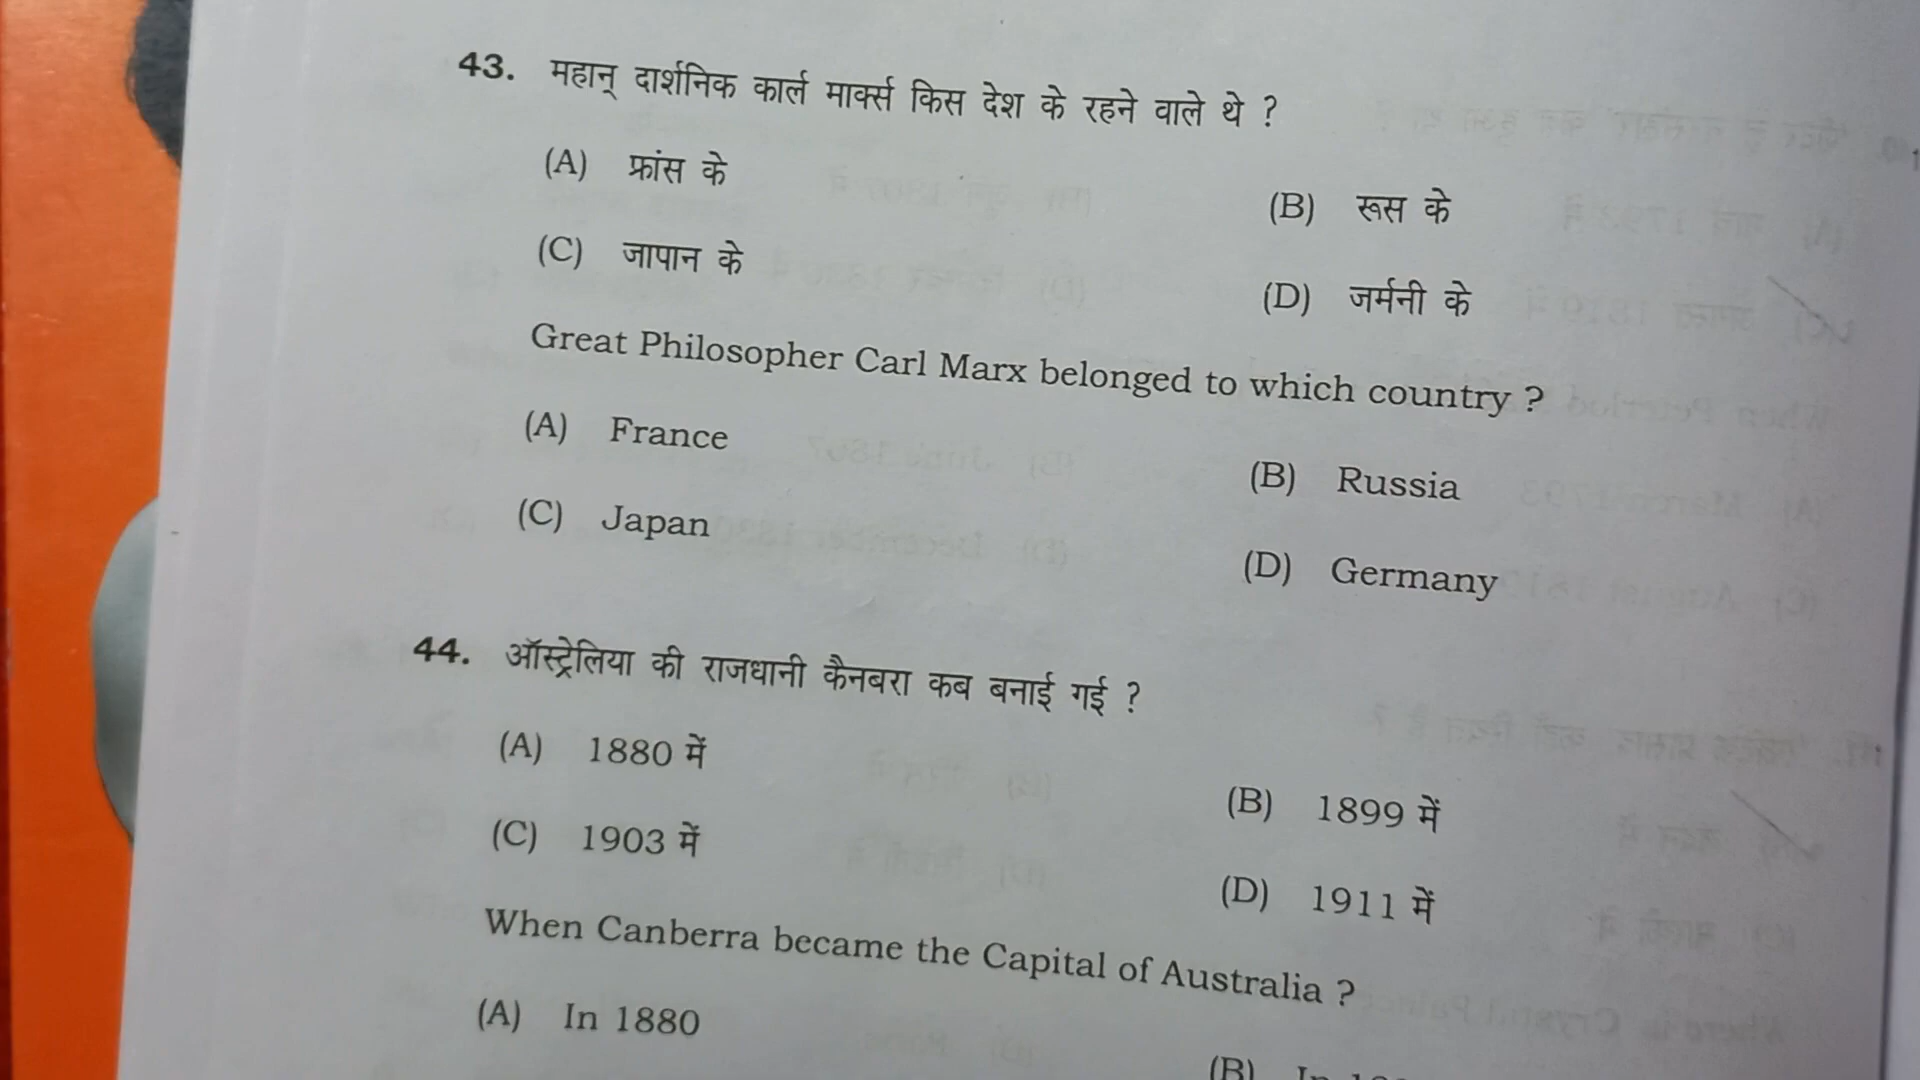 43. महान् दार्शनिक कार्ल मार्क्स किस देश के रहने वाले थे ?
(A) फ्रांस के
(B) रूस के
(C) जापान के
(D) जर्मनी के
Great Philosopher Carl Marx belonged to which country ?
(A) France
(B) Russia
(C) Japan
(D) Germany
44. ऑस्ट्रेलिया की राजधानी कैनबरा कब बनाई गई ?
(A) 1880 में
(B) 1899 में
(C) 1903 में
(D) 1911 में
When Canberra became the Capital of Australia ?
(A) In 1880
(B) In